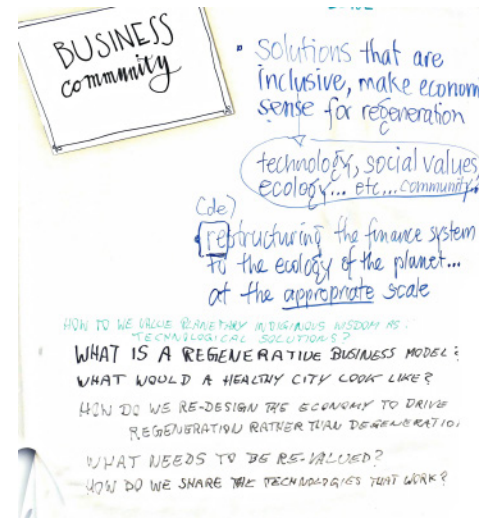 BUSINESS
community
• Solutions that are
inclusive, make econom
sense for regeneration
technology, social values,
ecology... etc... community
(de)
restructuring the finance system
to the ecology of the planet...
at the appropriate scale
HOW TO WE VALUE PLANETARY INDIGINOUS WISDOM AS:
TECHNOLOGICAL SOLUTIONS?
WHAT IS A REGENERATIVE BUSINESS MODEL?
WHAT WOULD A HEALTHY CITY LOOK LIKE?
HOW DO WE RE-DESIGN THE ECONOMY TO DRIVE
REGENERATION RATHER THAN DEGENERATIO
WHAT NEEDS TO BE RE-VALUED?
HOW DO WE SHARE THE TECHNOLOGIES THAT WORK?